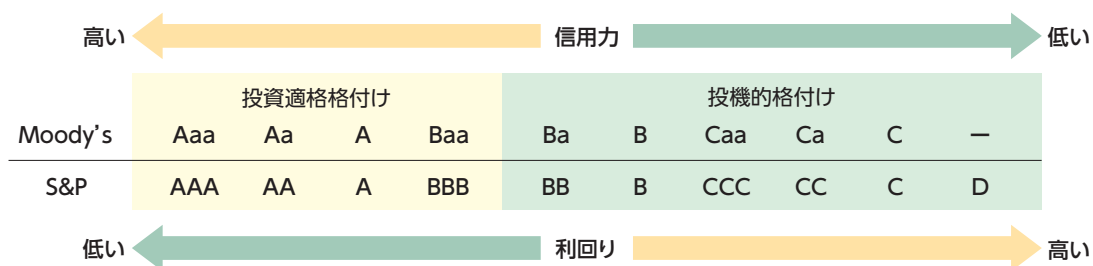 高い 信用力 低い
投資適格格付け 投機的格付け
Moody's Aaa Aa A Baa Ba B Caa Ca C ー
S&P AAA AA A BBB BB B CCC CC C D
低い 利回り 高い